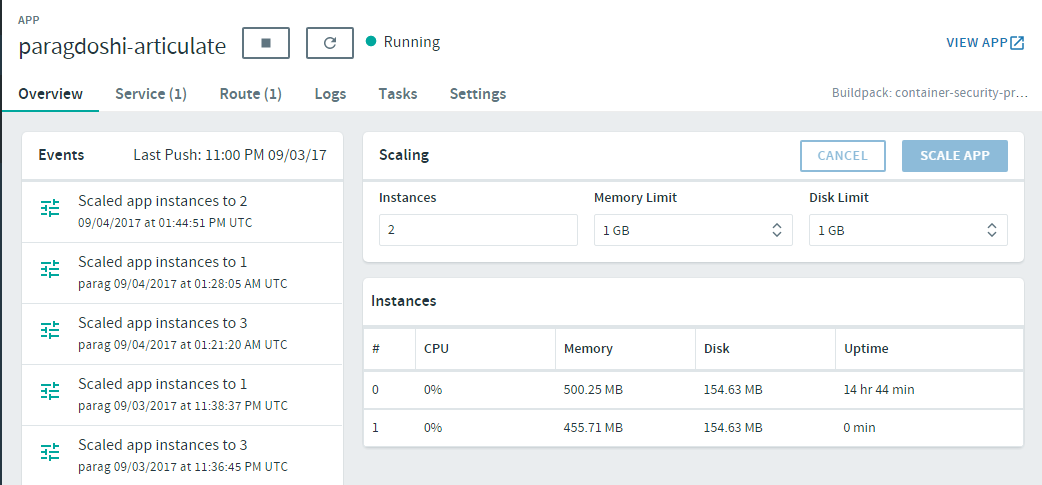 APP
paragdoshi-articulate
Running
VIEW APP
Overview Service (1) Route (1) Logs Tasks Settings
Buildpack: container-security-pr...
Events Last Push: 11:00 PM 09/03/17
Scaled app instances to 2
09/04/2017 at 01:44:51 PM UTC
Scaled app instances to 1
parag 09/04/2017 at 01:28:05 AM UTC
Scaled app instances to 3
parag 09/04/2017 at 01:21:20 AM UTC
Scaled app instances to 1
parag 09/03/2017 at 11:38:37 PM UTC
Scaled app instances to 3
parag 09/03/2017 at 11:36:45 PM UTC
Scaling CANCEL SCALE APP
Instances Memory Limit Disk Limit
2 1 GB 1 GB
Instances
# CPU Memory Disk Uptime
0 0% 500.25 MB 154.63 MB 14 hr 44 min
1 0% 455.71 MB 154.63 MB 0 min